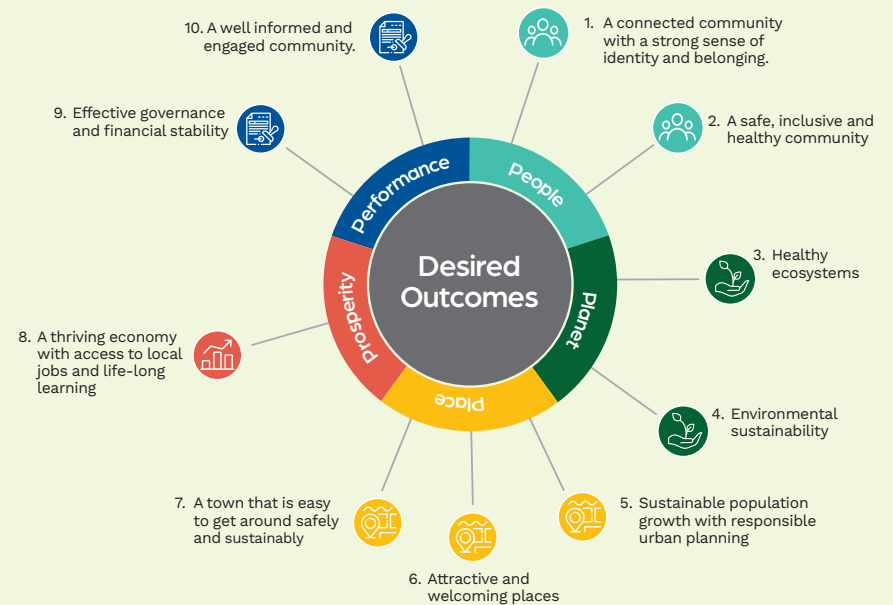 Desired
Outcomes
People
Planet
Place
Prosperity
Performance
1. A connected community
with a strong sense of
identity and belonging.
2. A safe, inclusive and
healthy community
3. Healthy
ecosystems
4. Environmental
sustainability
5. Sustainable population
growth with responsible
urban planning
6. Attractive and
welcoming places
7. A town that is easy
to get around safely
and sustainably
8. A thriving economy
with access to local
jobs and life-long
learning
9. Effective governance
and financial stability
10. A well informed and
engaged community.